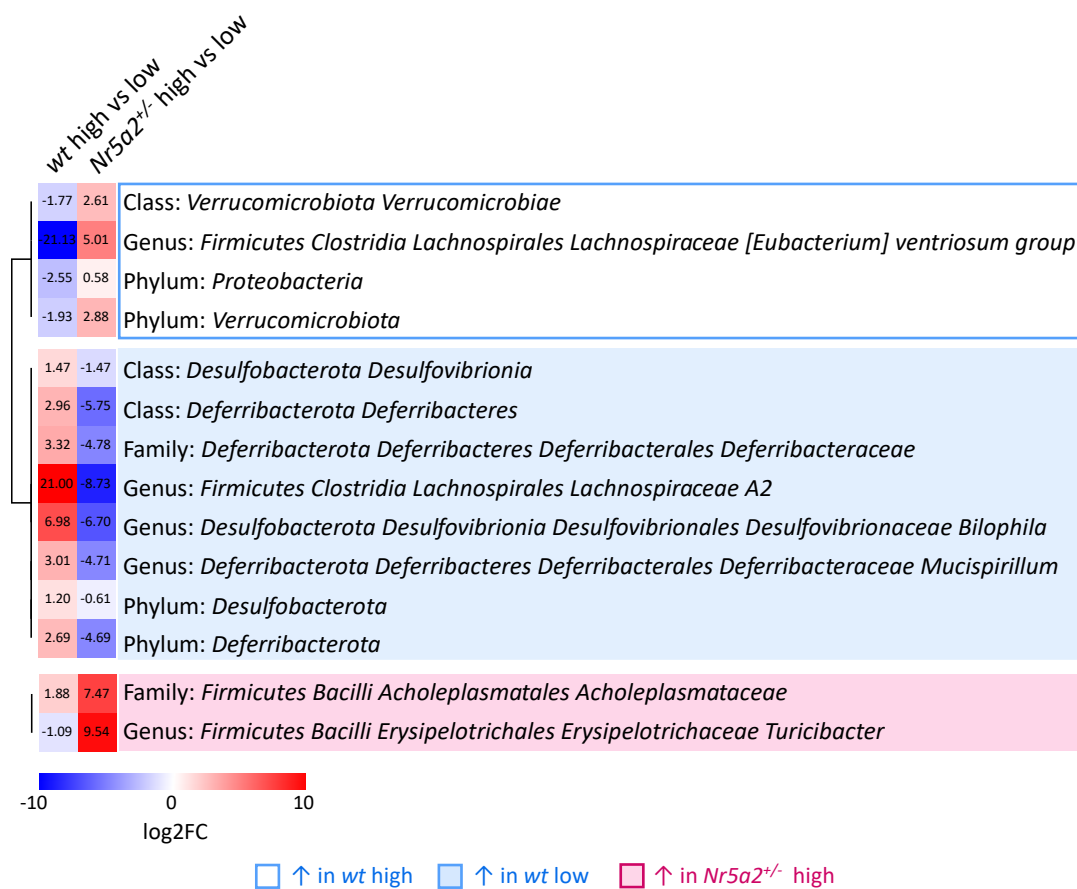 wt high vs low
Nr5a2+/- high vs low
-1.77 2.61 Class: Verrucomicrobiota Verrucomicrobiae
-21.13 5.01 Genus: Firmicutes Clostridia Lachnospirales Lachnospiraceae [Eubacterium] ventriosum group
-2.55 0.58 Phylum: Proteobacteria
-1.93 2.88 Phylum: Verrucomicrobiota
1.47 -1.47 Class: Desulfobacterota Desulfovibrionia
2.96 -5.75 Class: Deferribacterota Deferribacteres
3.32 -4.78 Family: Deferribacterota Deferribacteres Deferribacterales Deferribacteraceae
21.00 -8.73 Genus: Firmicutes Clostridia Lachnospirales Lachnospiraceae A2
6.98 -6.70 Genus: Desulfobacterota Desulfovibrionia Desulfovibrionales Desulfovibrionaceae Bilophila
3.01 -4.71 Genus: Deferribacterota Deferribacteres Deferribacterales Deferribacteraceae Mucispirillum
1.20 -0.61 Phylum: Desulfobacterota
2.69 -4.69 Phylum: Deferribacterota
1.88 7.47 Family: Firmicutes Bacilli Acholeplasmatales Acholeplasmataceae
-1.09 9.54 Genus: Firmicutes Bacilli Erysipelotrichales Erysipelotrichaceae Turicibacter
-10 0 10
log2FC
↑ in wt high ↑ in wt low ↑ in Nr5a2+/- high